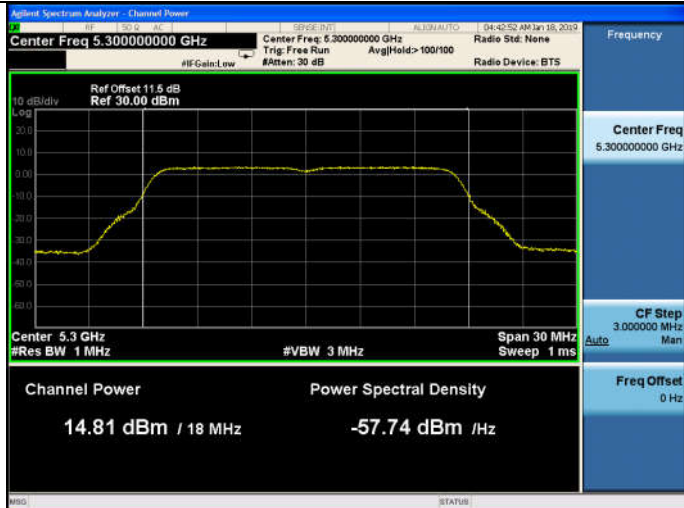 Agilent Spectrum Analyzer - Channel Power
RF 50 Ω AC SENSE:INT ALIGN AUTO 04:42:52 AM Jan 18, 2019
Center Freq 5.300000000 GHz
Center Freq: 5.300000000 GHz
Radio Std: None
Trig: Free Run Avg|Hold:> 100/100
#IFGain:Low
#Atten: 30 dB
Radio Device: BTS
Frequency
Ref Offset 11.5 dB
10 dB/div Ref 30.00 dBm
Log
20.0
10.0
0.00
-10.0
-20.0
-30.0
-40.0
-50.0
-60.0
Center Freq
5.300000000 GHz
Center 5.3 GHz
Span 30 MHz
#Res BW 1 MHz
#VBW 3 MHz
Sweep 1 ms
CF Step
3.000000 MHz
Auto Man
Channel Power
Power Spectral Density
14.81 dBm / 18 MHz
-57.74 dBm /Hz
Freq Offset
0 Hz
MSG
STATUS